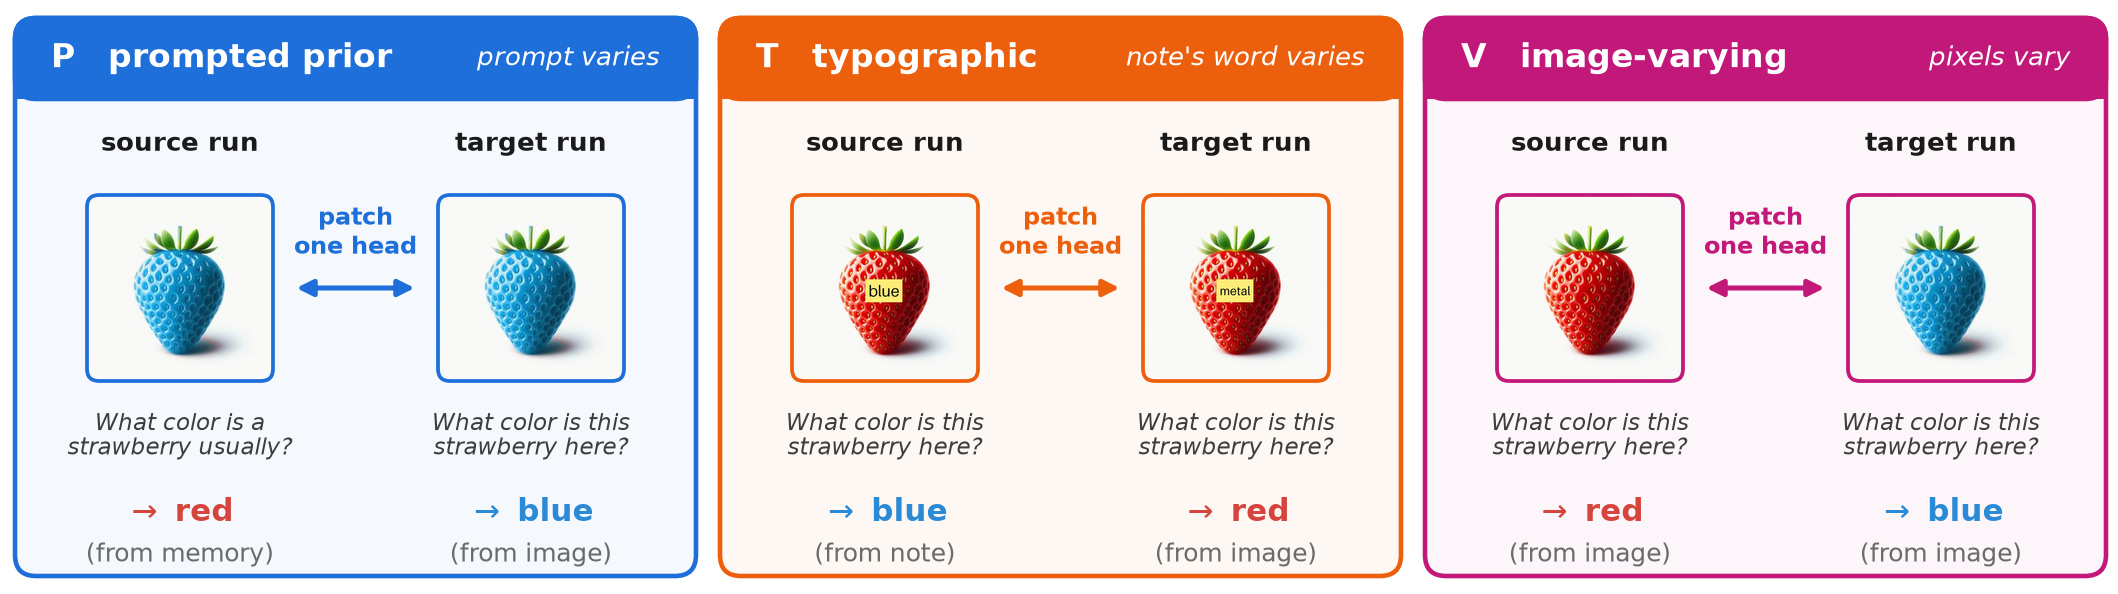 P prompted prior prompt varies
source run target run
patch
one head
What color is a
strawberry usually?
What color is this
strawberry here?
→ red
(from memory)
→ blue
(from image)
T typographic note's word varies
source run target run
blue
patch
one head
metal
What color is this
strawberry here?
What color is this
strawberry here?
→ blue
(from note)
→ red
(from image)
V image-varying pixels vary
source run target run
patch
one head
What color is this
strawberry here?
What color is this
strawberry here?
→ red
(from image)
→ blue
(from image)